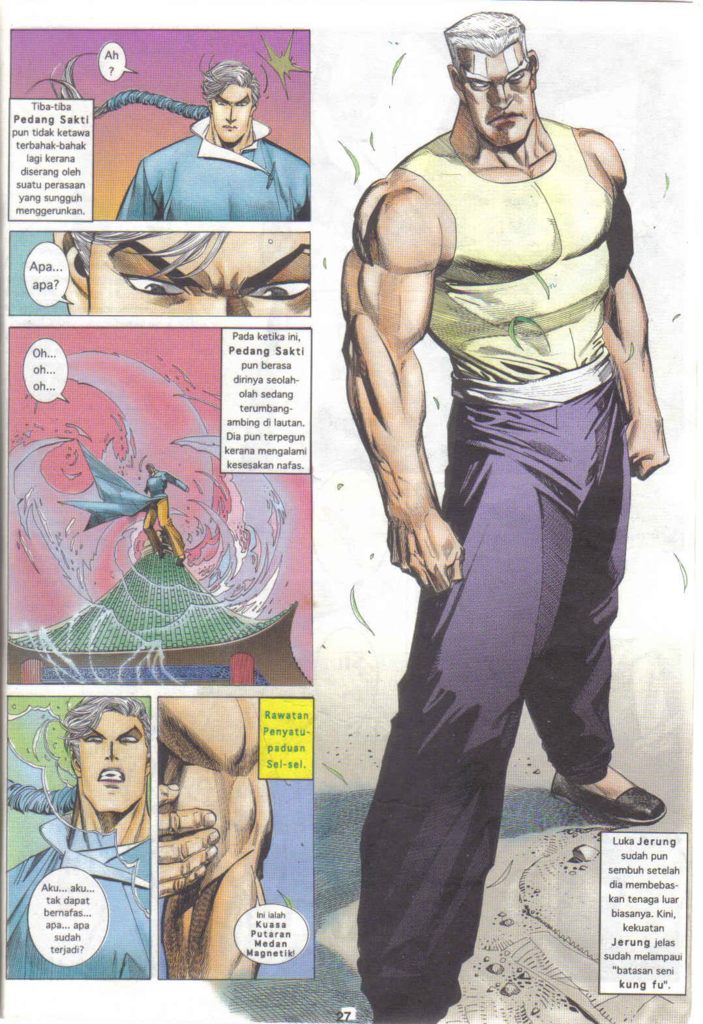 Ah
?
Tiba-tiba
Pedang Sakti
pun tidak ketawa
terbahak-bahak
lagi kerana
diserang oleh
suatu perasaan
yang sungguh
menggerunkan.
Apa...
apa?
Oh...
oh...
oh...
Pada ketika ini,
Pedang Sakti
pun berasa
dirinya seolah-
olah sedang
terumbang-
ambing di lautan.
Dia pun terpegun
kerana mengalami
kesesakan nafas.
Aku... aku...
tak dapat
bernafas...
apa... apa
sudah
terjadi?
Rawatan
Penyatu-
paduan
Sel-sel.
Ini ialah
Kuasa
Putaran
Medan
Magnetik!
Luka Jerung
sudah pun
sembuh setelah
dia membebas-
kan tenaga luar
biasanya. Kini,
kekuatan
Jerung jelas
sudah melampaui
"batasan seni
kung fu".
27